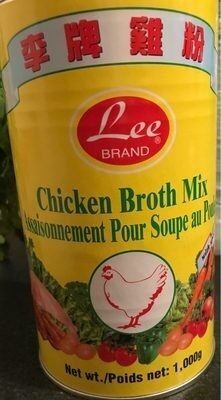 李牌雞粉
Lee
BRAND
Chicken Broth Mix
Assaisonnement Pour Soupe au
Net wt./Poids net: 1,000g